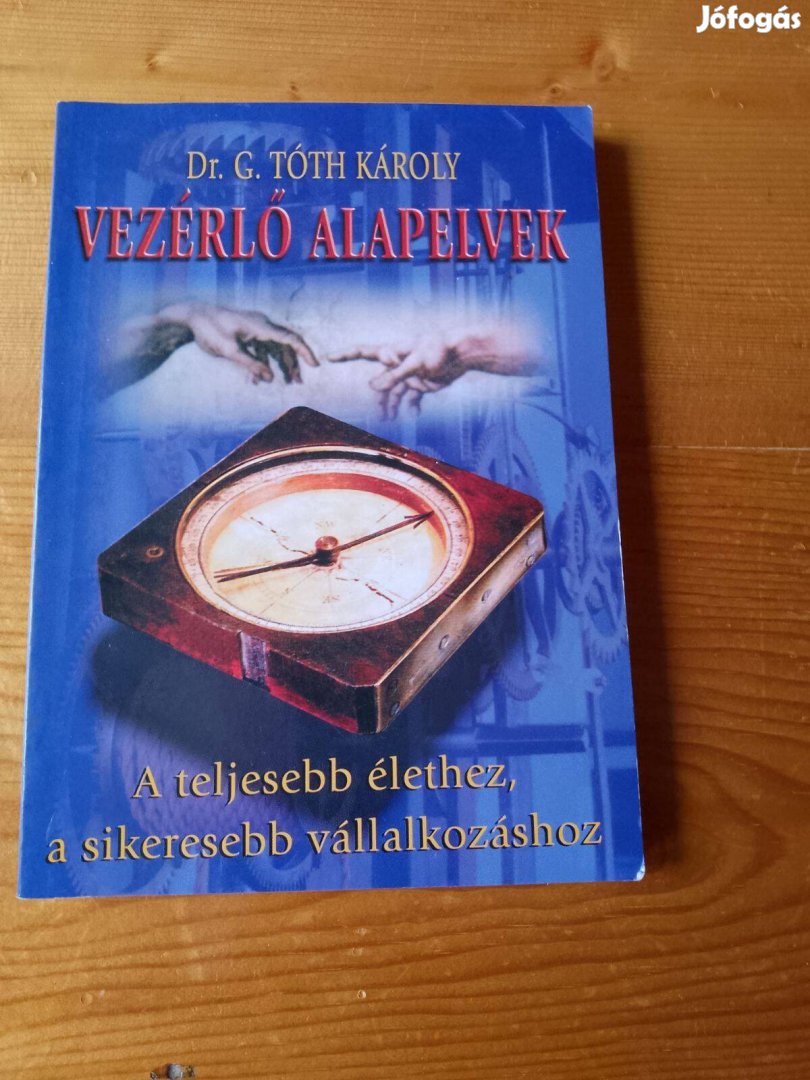 Jófogás
Dr. G. TÓTH KÁROLY
VEZÉRLŐ ALAPELVEK
A teljesebb élethez,
a sikeresebb vállalkozáshoz